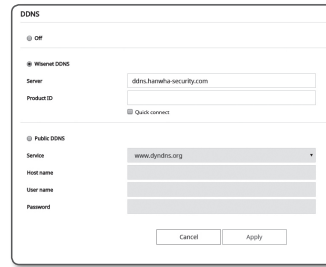 DDNS
Off
Wisenet DDNS
Server ddns.hanwha-security.com
Product ID
Quick connect
Public DDNS
Service www.dyndns.org
Host name
User name
Password
Cancel Apply